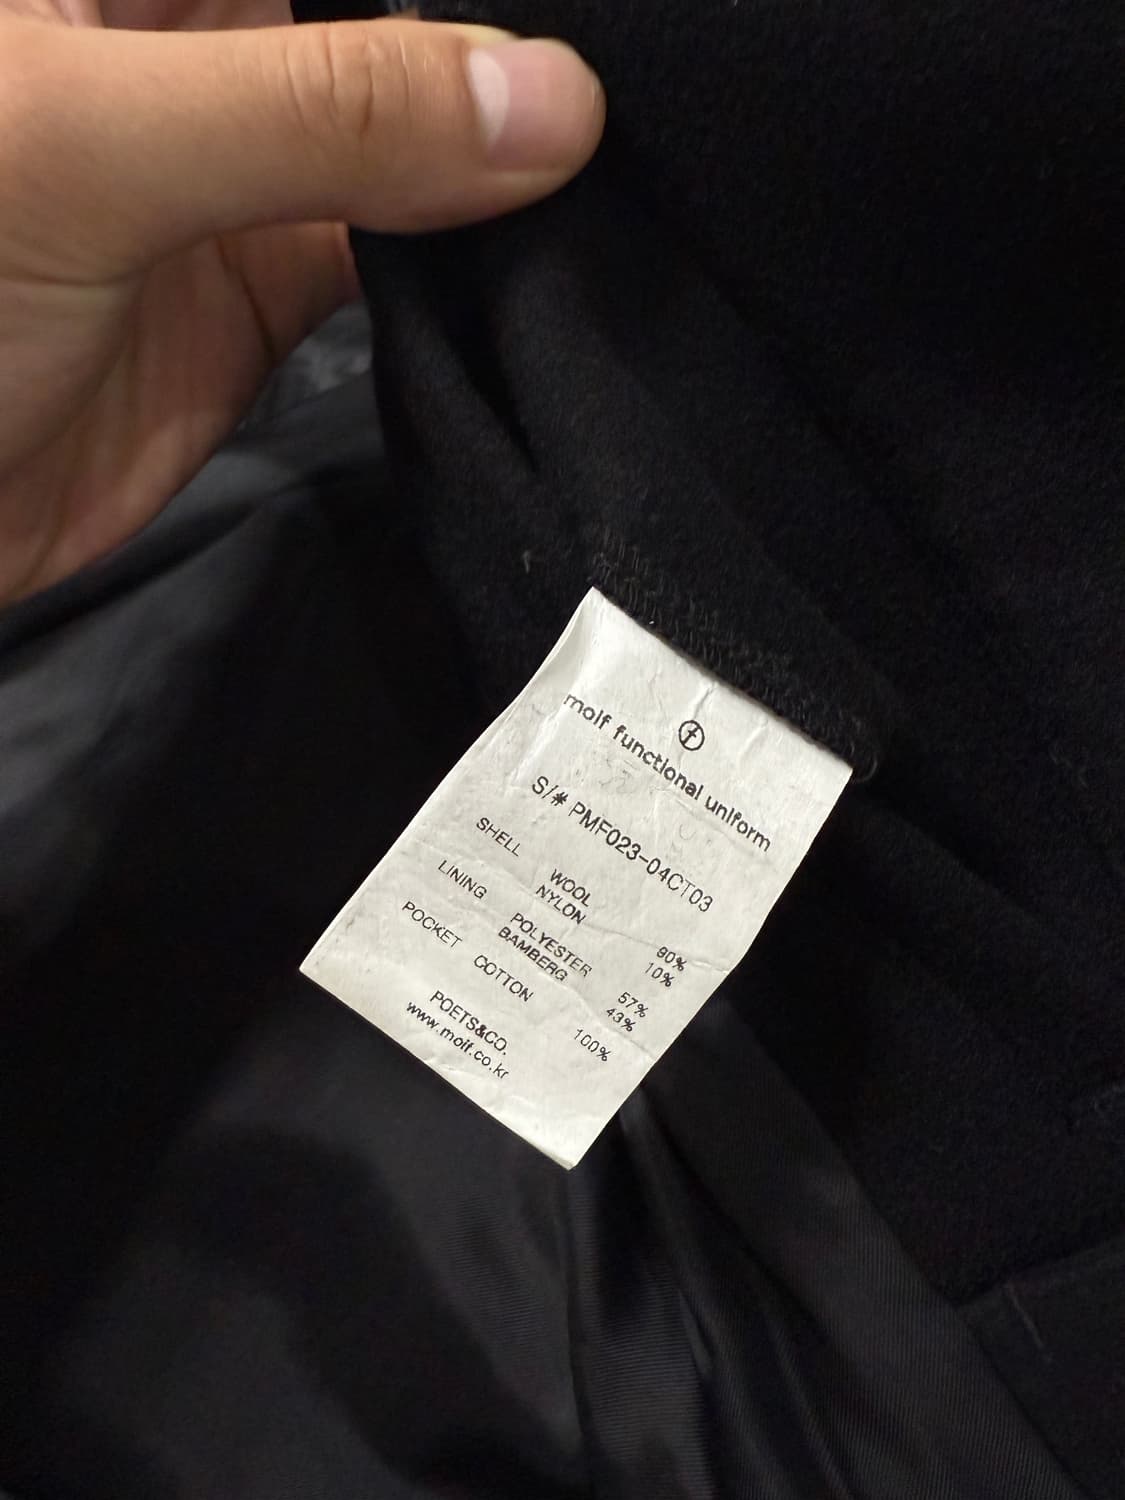 molf functional uniform
S/# PMF023-04CT03
SHELL WOOL 90%
NYLON 10%
LINING POLYESTER 57%
BAMBERG 43%
POCKET COTTON 100%
POETS&CO.
www.molf.co.kr